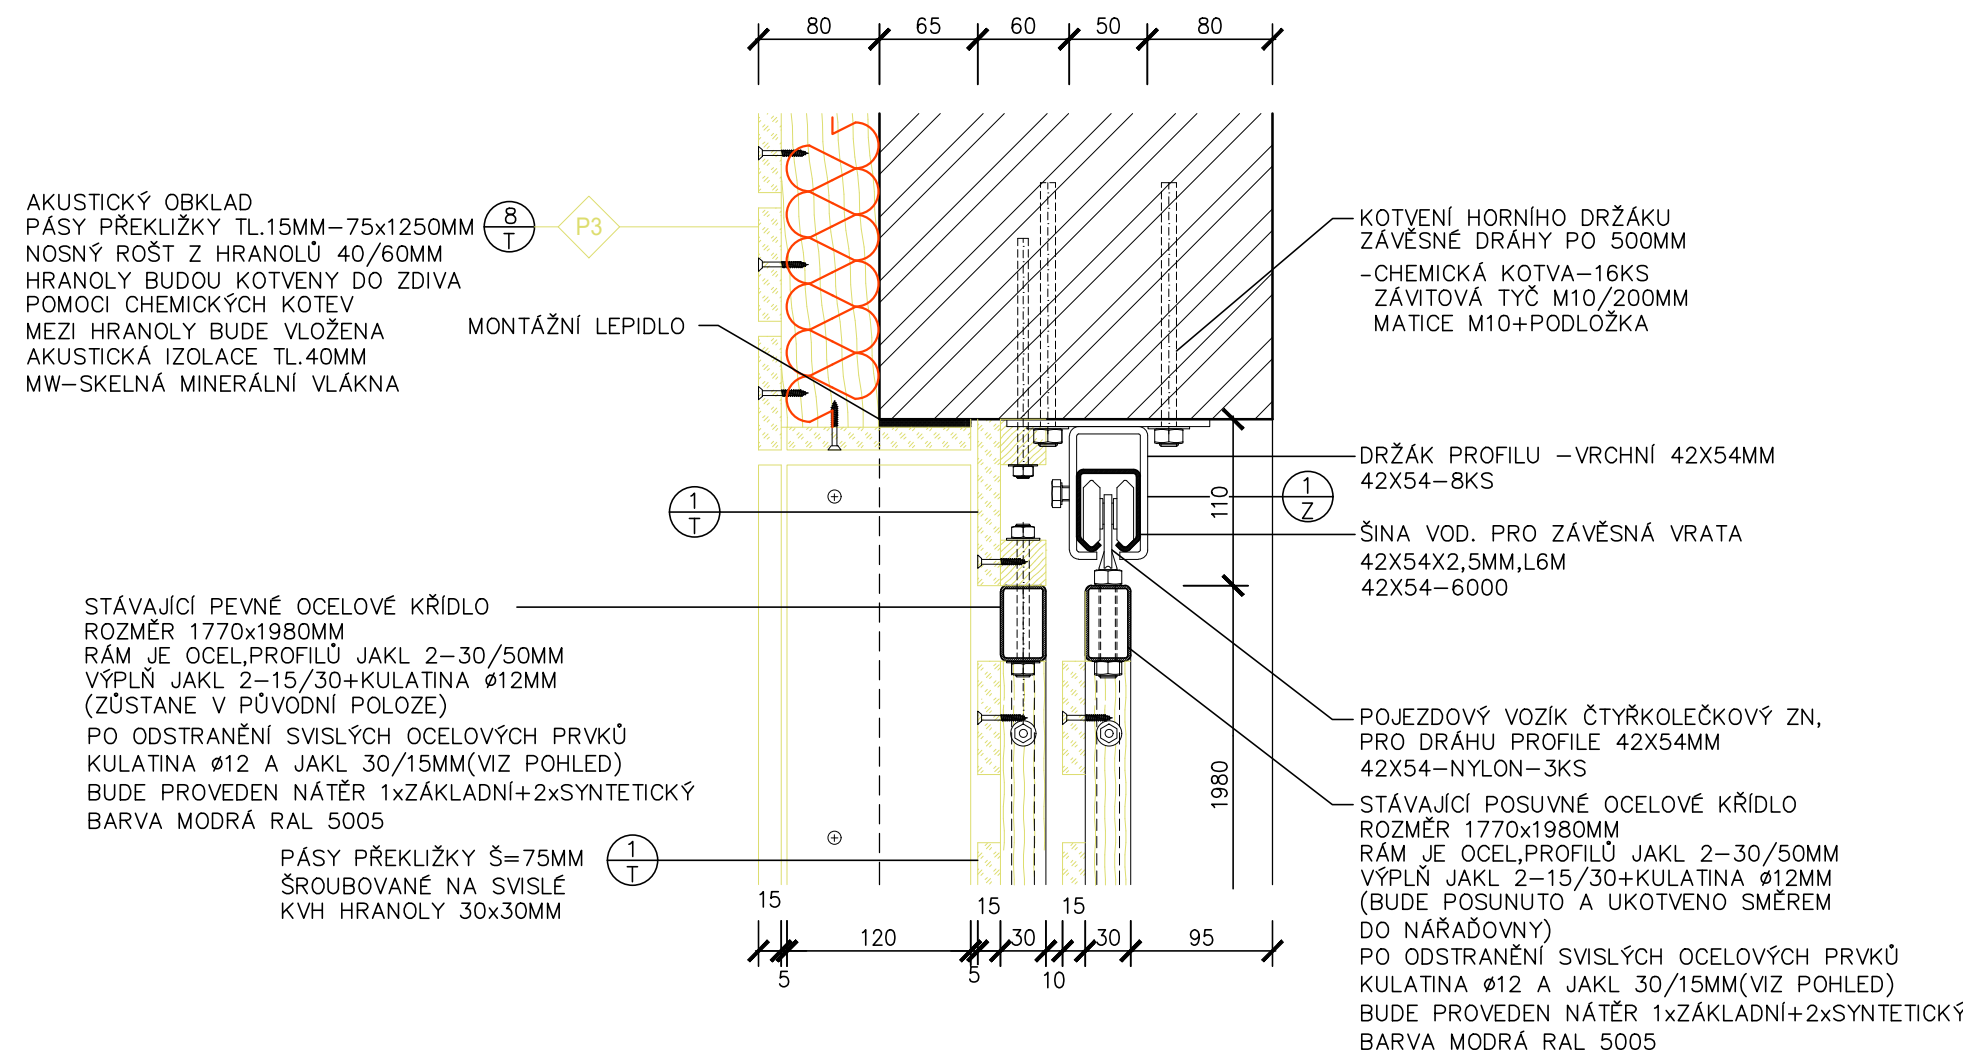 80
65
60
50
80
AKUSTICKÝ OBKLAD
PÁSY PŘEKLIŽKY TL.15MM-75x1250MM
NOSNÝ ROŠT Z HRANOLŮ 40/60MM
HRANOLY BUDOU KOTVENY DO ZDIVA
POMOCI CHEMICKÝCH KOTEV
MEZI HRANOLY BUDE VLOŽENA
AKUSTICKÁ IZOLACE TL.40MM
MW-SKELNÁ MINERÁLNÍ VLÁKNA
8
T
P3
MONTÁŽNÍ LEPIDLO
KOTVENÍ HORNÍHO DRŽÁKU
ZÁVĚSNÉ DRÁHY PO 500MM
-CHEMICKÁ KOTVA-16KS
ZÁVITOVÁ TYČ M10/200MM
MATICE M10+PODLOŽKA
DRŽÁK PROFILU -VRCHNÍ 42X54MM
42X54-8KS
1
Z
110
1
T
ŠINA VOD. PRO ZÁVĚSNÁ VRATA
42X54X2,5MM,L6M
42X54-6000
STÁVAJÍCÍ PEVNÉ OCELOVÉ KŘÍDLO
ROZMĚR 1770x1980MM
RÁM JE OCEL,PROFILŮ JAKL 2-30/50MM
VÝPLŇ JAKL 2-15/30+KULATINA ø12MM
(ZŮSTANE V PŮVODNÍ POLOZE)
PO ODSTRANĚNÍ SVISLÝCH OCELOVÝCH PRVKŮ
KULATINA ø12 A JAKL 30/15MM(VIZ POHLED)
BUDE PROVEDEN NÁTĚR 1xZÁKLADNÍ+2xSYNTETICKÝ
BARVA MODRÁ RAL 5005
PÁSY PŘEKLIŽKY Š=75MM
ŠROUBOVANÉ NA SVISLÉ
KVH HRANOLY 30x30MM
1
T
1980
POJEZDOVÝ VOZÍK ČTYŘKOLEČKOVÝ ZN,
PRO DRÁHU PROFILE 42X54MM
42X54-NYLON-3KS
STÁVAJÍCÍ POSUVNÉ OCELOVÉ KŘÍDLO
ROZMĚR 1770x1980MM
RÁM JE OCEL,PROFILŮ JAKL 2-30/50MM
VÝPLŇ JAKL 2-15/30+KULATINA ø12MM
(BUDE POSUNUTO A UKOTVENO SMĚREM
DO NÁŘAĎOVNY)
PO ODSTRANĚNÍ SVISLÝCH OCELOVÝCH PRVKŮ
KULATINA ø12 A JAKL 30/15MM(VIZ POHLED)
BUDE PROVEDEN NÁTĚR 1xZÁKLADNÍ+2xSYNTETICKÝ
BARVA MODRÁ RAL 5005
15
5
120
5
15
30
10
15
30
95